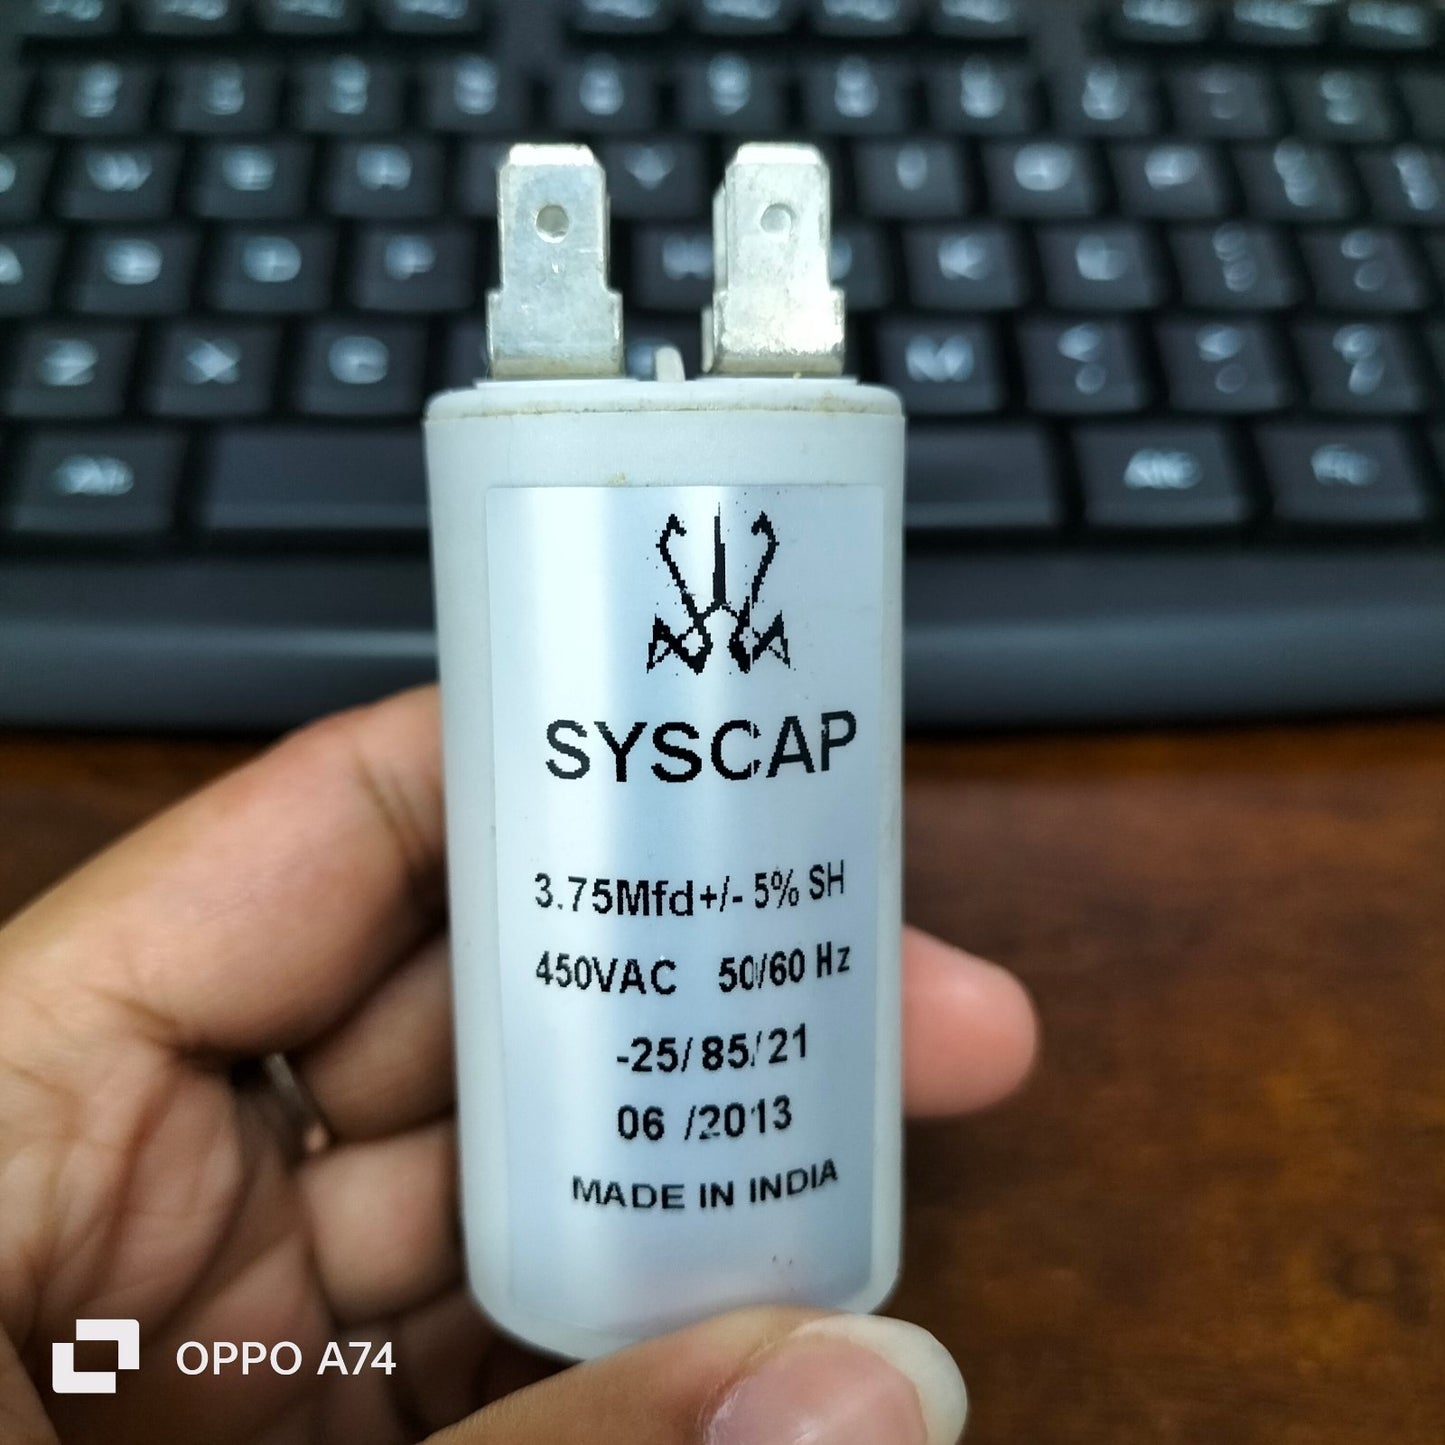 SYSCAP
3.75Mfd+/- 5% SH
450VAC 50/60 Hz
-25/85/21
06 /2013
MADE IN INDIA
OPPO A74